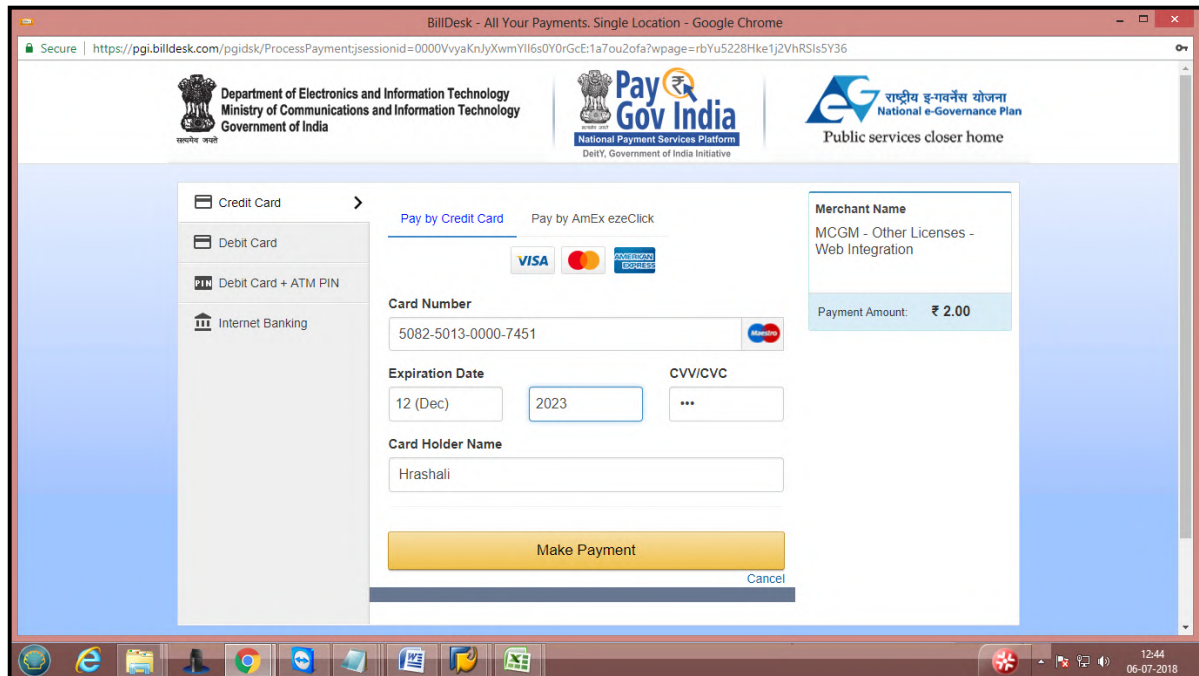 BillDesk - All Your Payments. Single Location - Google Chrome
Secure | https://pgi.billdesk.com/pgidsk/ProcessPayment;jsessionid=0000VvyaKnJyXwmYIl6s0Y0rGcE:1a7ou2ofa?wpage=rbYu5228Hke1j2VhRSIs5Y36
Department of Electronics and Information Technology
Ministry of Communications and Information Technology
Government of India
सत्यमेव जयते
Pay
Gov India
National Payment Services Platform
DeitY, Government of India Initiative
राष्ट्रीय इ-गवर्नेंस योजना
National e-Governance Plan
Public services closer home
Credit Card
Debit Card
PIN Debit Card + ATM PIN
Internet Banking
Pay by Credit Card Pay by AmEx ezeClick
VISA AMERICAN EXPRESS
Card Number
5082-5013-0000-7451 Maestro
Expiration Date CVV/CVC
12 (Dec) 2023 •••
Card Holder Name
Hrashali
Make Payment
Cancel
Merchant Name
MCGM - Other Licenses -
Web Integration
Payment Amount: ₹ 2.00
12:44
06-07-2018